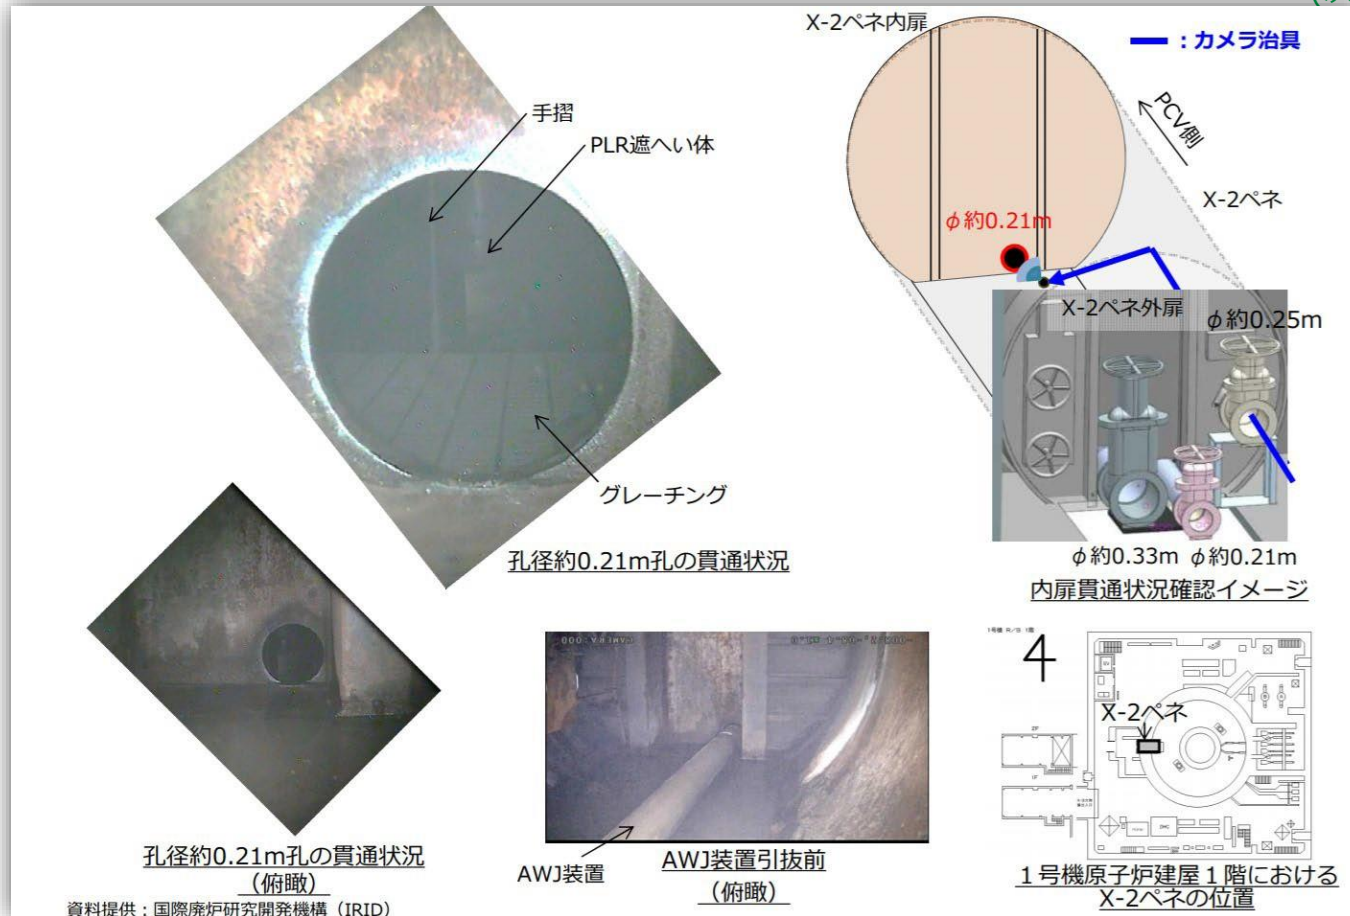 X-2ペネ内扉
:カメラ治具
手摺
PLR遮へい体
PCV側
X-2ペネ
φ約0.21m
X-2ペネ外扉
φ約0.25m
グレーチング
孔径約0.21m孔の貫通状況
φ約0.33m φ約0.21m
内扉貫通状況確認イメージ
1号機 R/B 1階
X-2ペネ
孔径約0.21m孔の貫通状況
(俯瞰)
AWJ装置
AWJ装置引抜前
(俯瞰)
1号機原子炉建屋1階における
X-2ペネの位置
資料提供:国際廃炉研究開発機構(IRID)